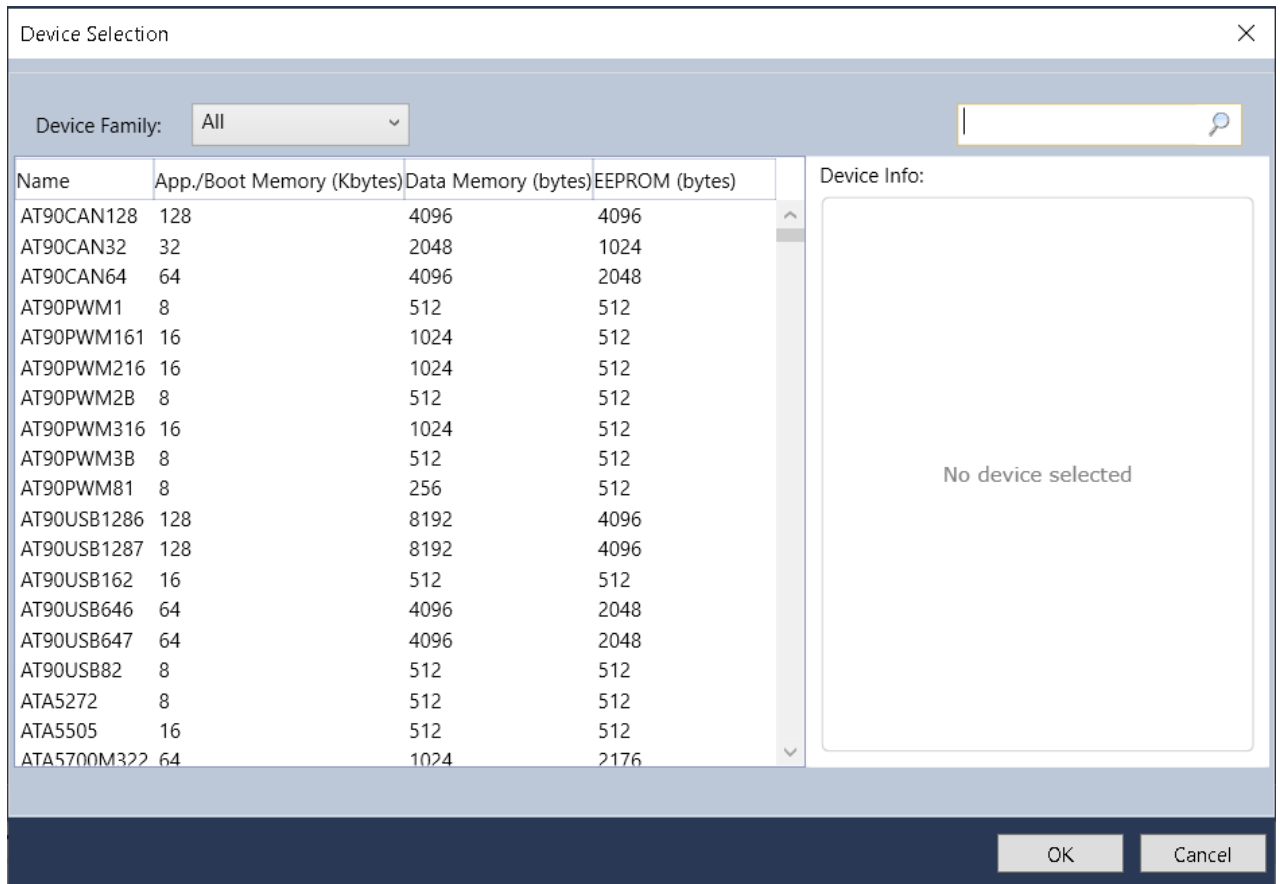 Device Selection
Device Family: All
Name App./Boot Memory (Kbytes) Data Memory (bytes) EEPROM (bytes)
Device Info:
AT90CAN128 128 4096 4096
AT90CAN32 32 2048 1024
AT90CAN64 64 4096 2048
AT90PWM1 8 512 512
AT90PWM161 16 1024 512
AT90PWM216 16 1024 512
AT90PWM2B 8 512 512
AT90PWM316 16 1024 512
AT90PWM3B 8 512 512
AT90PWM81 8 256 512
AT90USB1286 128 8192 4096
AT90USB1287 128 8192 4096
AT90USB162 16 512 512
AT90USB646 64 4096 2048
AT90USB647 64 4096 2048
AT90USB82 8 512 512
ATA5272 8 512 512
ATA5505 16 512 512
ATA5700M322 64 1024 2176
No device selected
OK Cancel